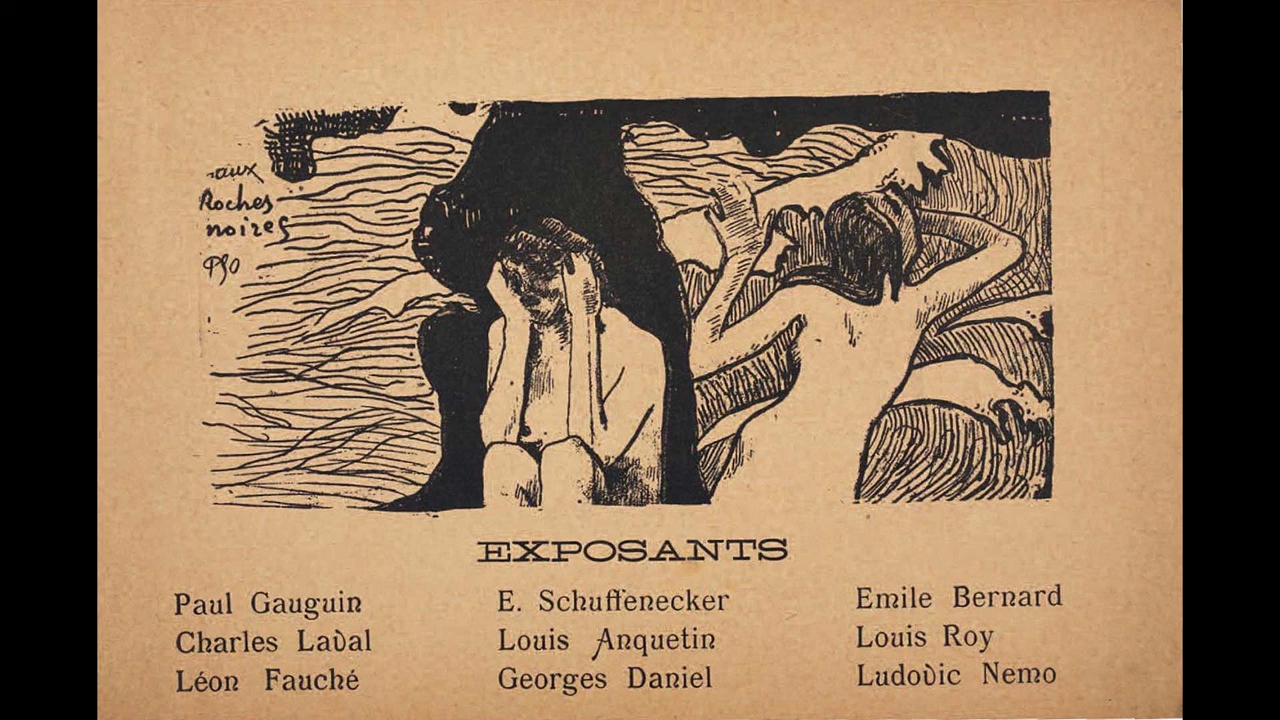 aux
Roches
noires
PGO
EXPOSANTS
Paul Gauguin
E. Schuffenecker
Emile Bernard
Charles Laval
Louis Anquetin
Louis Roy
Léon Fauché
Georges Daniel
Ludovic Nemo